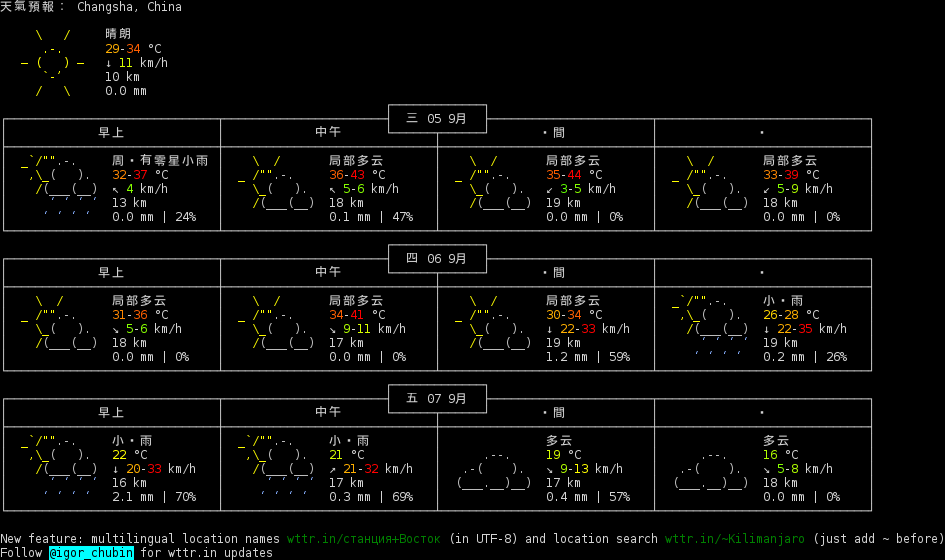 天氣預報： Changsha, China
晴朗
29-34 °C
↓ 11 km/h
10 km
0.0 mm
三 05 9月
早上 中午 ·間 ·
周·有零星小雨 局部多云 局部多云 局部多云
32-37 °C 36-43 °C 35-44 °C 33-39 °C
↖ 4 km/h ↖ 5-6 km/h ↙ 3-5 km/h ↙ 5-9 km/h
13 km 18 km 19 km 18 km
0.0 mm | 24% 0.1 mm | 47% 0.0 mm | 0% 0.0 mm | 0%
四 06 9月
早上 中午 ·間 ·
局部多云 局部多云 局部多云 小·雨
31-36 °C 34-41 °C 30-34 °C 26-28 °C
↘ 5-6 km/h ↘ 9-11 km/h ↓ 22-33 km/h ↓ 22-35 km/h
18 km 17 km 19 km 19 km
0.0 mm | 0% 0.0 mm | 0% 1.2 mm | 59% 0.2 mm | 26%
五 07 9月
早上 中午 ·間 ·
小·雨 小·雨 多云 多云
22 °C 21 °C 19 °C 16 °C
↓ 20-33 km/h ↗ 21-32 km/h ↘ 9-13 km/h ↘ 5-8 km/h
16 km 17 km 17 km 18 km
2.1 mm | 70% 0.3 mm | 69% 0.4 mm | 57% 0.0 mm | 0%
New feature: multilingual location names wttr.in/станция+Восток (in UTF-8) and location search wttr.in/~Kilimanjaro (just add ~ before)
Follow @igor_chubin for wttr.in updates